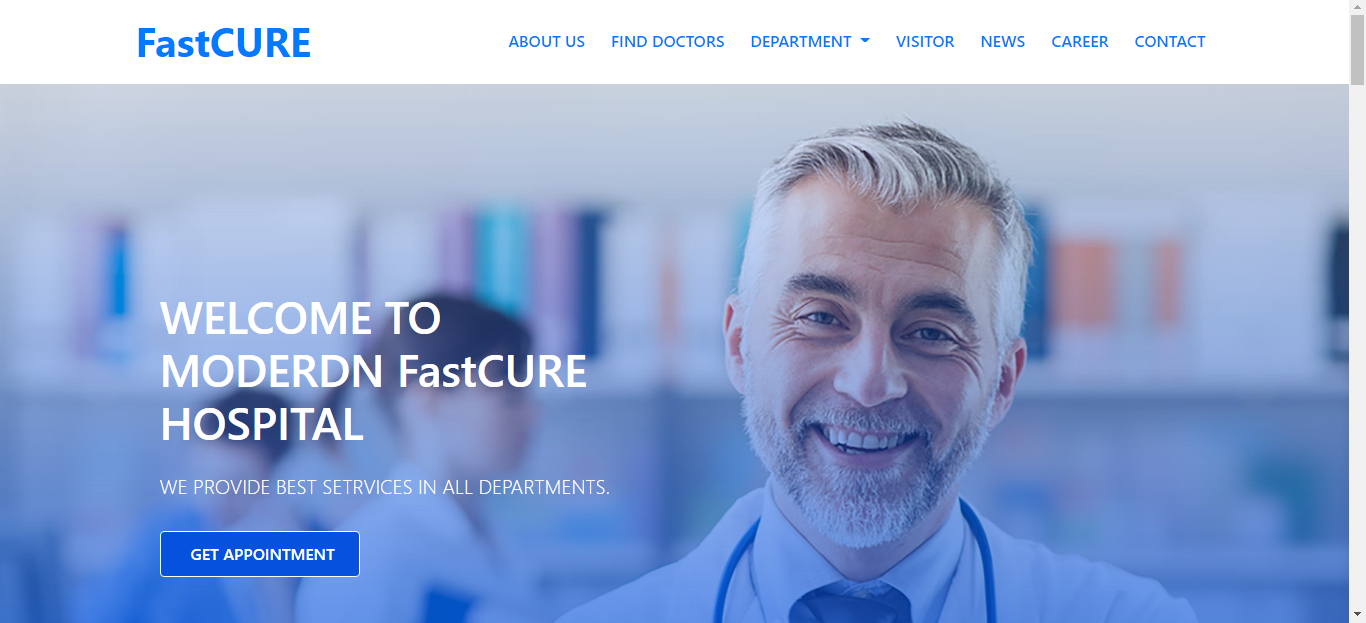 FastCURE
ABOUT US FIND DOCTORS DEPARTMENT VISITOR NEWS CAREER CONTACT
WELCOME TO
MODERDN FastCURE
HOSPITAL
WE PROVIDE BEST SETRVICES IN ALL DEPARTMENTS.
GET APPOINTMENT